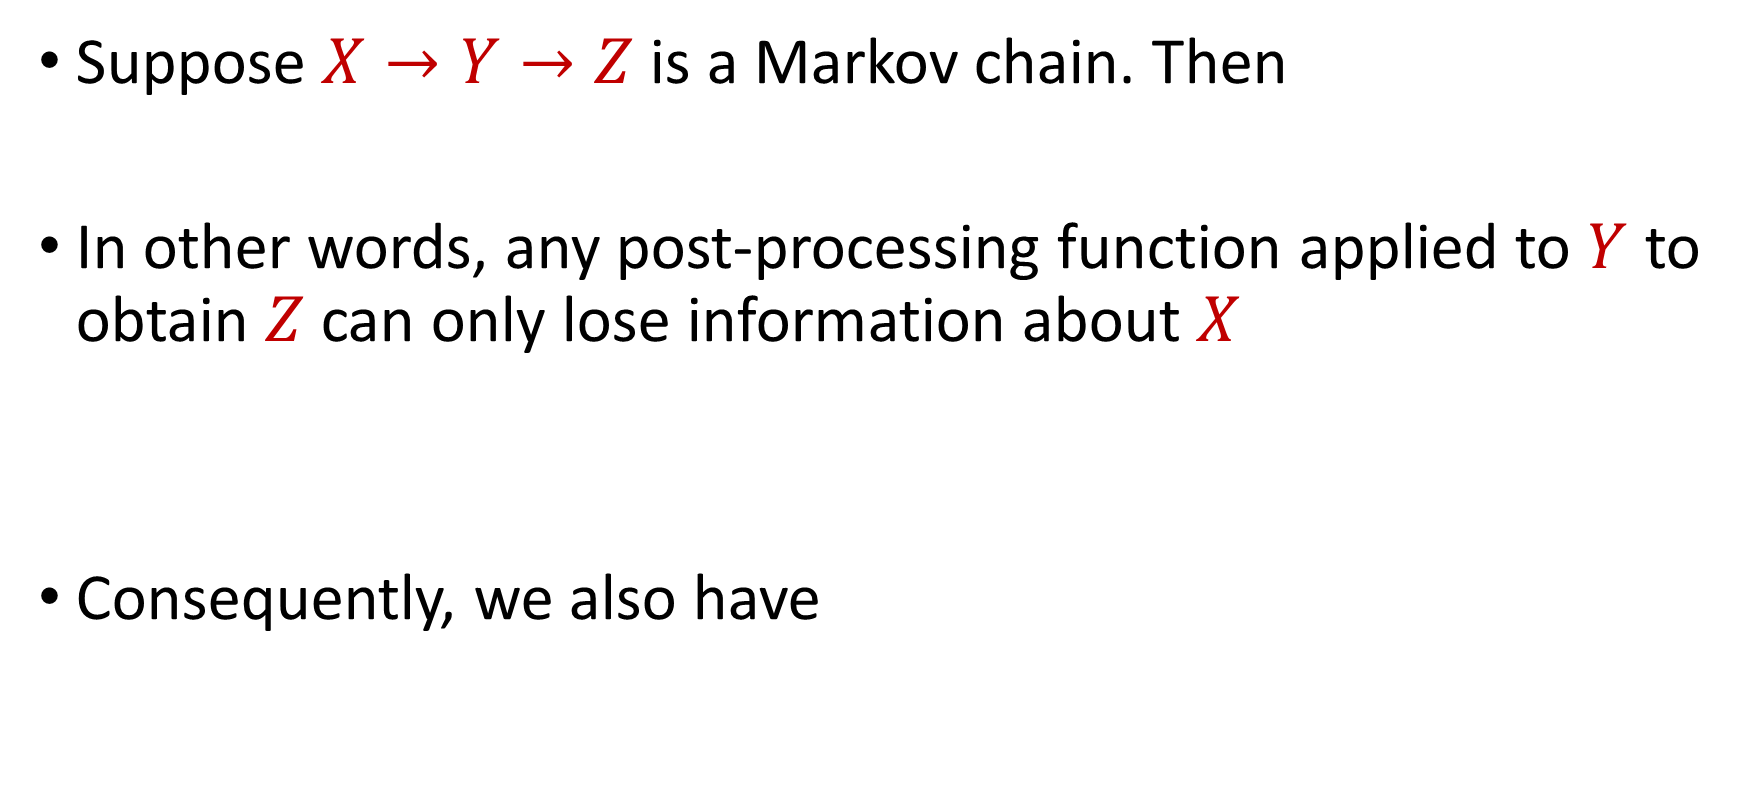 • Suppose X → Y → Z is a Markov chain. Then
• In other words, any post-processing function applied to Y to
obtain Z can only lose information about X
• Consequently, we also have